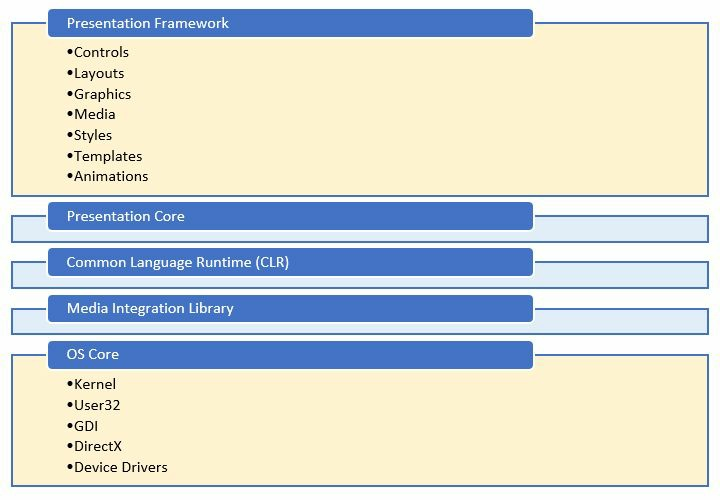 Presentation Framework
•Controls
•Layouts
•Graphics
•Media
•Styles
•Templates
•Animations
Presentation Core
Common Language Runtime (CLR)
Media Integration Library
OS Core
•Kernel
•User32
•GDI
•DirectX
•Device Drivers